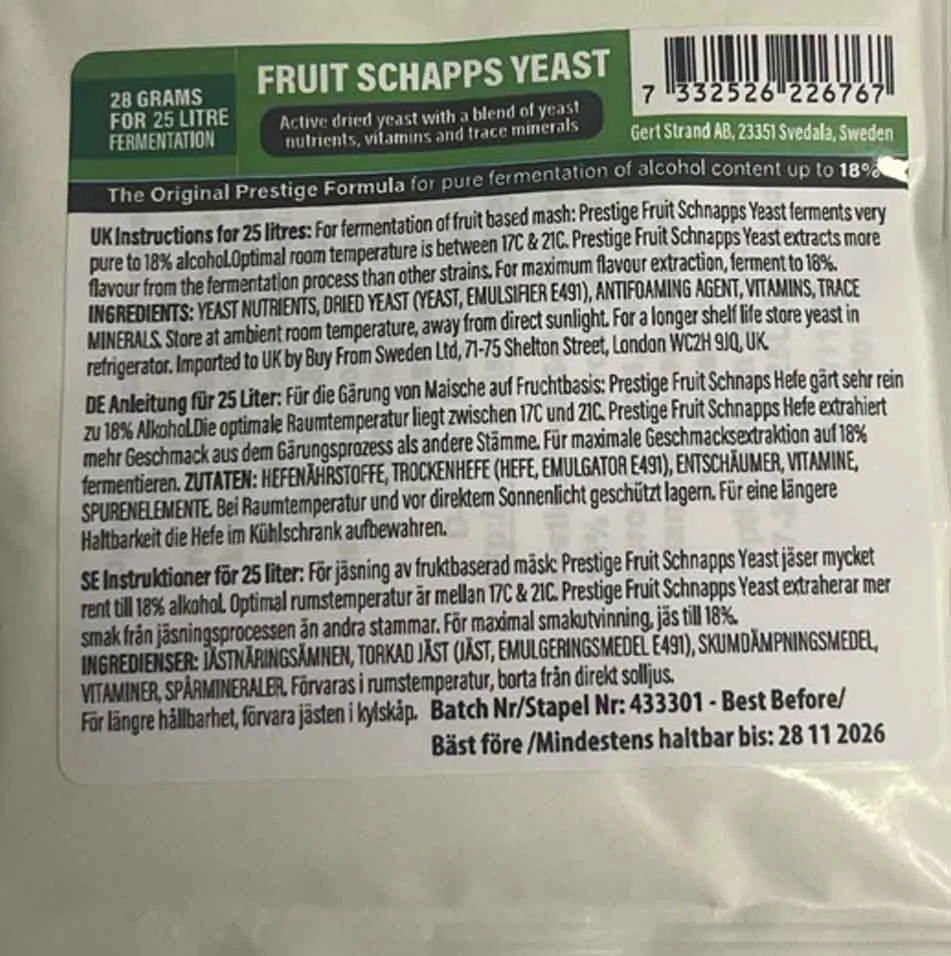 28 GRAMS
FOR 25 LITRE
FERMENTATION
FRUIT SCHAPPS YEAST
Active dried yeast with a blend of yeast
nutrients, vitamins and trace minerals
7 332526 226767
Gert Strand AB, 23351 Svedala, Sweden
The Original Prestige Formula for pure fermentation of alcohol content up to 18%
UK Instructions for 25 litres: For fermentation of fruit based mash: Prestige Fruit Schnapps Yeast ferments very
pure to 18% alcohol.Optimal room temperature is between 17C & 21C. Prestige Fruit Schnapps Yeast extracts more
flavour from the fermentation process than other strains. For maximum flavour extraction, ferment to 18%.
INGREDIENTS: YEAST NUTRIENTS, DRIED YEAST (YEAST, EMULSIFIER E491), ANTIFOAMING AGENT, VITAMINS, TRACE
MINERALS. Store at ambient room temperature, away from direct sunlight. For a longer shelf life store yeast in
refrigerator. Imported to UK by Buy From Sweden Ltd, 71-75 Shelton Street, London WC2H 9JQ, UK.
DE Anleitung für 25 Liter: Für die Gärung von Maische auf Fruchtbasis: Prestige Fruit Schnaps Hefe gärt sehr rein
zu 18% Alkohol.Die optimale Raumtemperatur liegt zwischen 17C und 21C. Prestige Fruit Schnapps Hefe extrahiert
mehr Geschmack aus dem Gärungsprozess als andere Stämme. Für maximale Geschmacksextraktion auf 18%
fermentieren. ZUTATEN: HEFENÄHRSTOFFE, TROCKENHEFE (HEFE, EMULGATOR E491), ENTSCHÄUMER, VITAMINE,
SPURENELEMENTE. Bei Raumtemperatur und vor direktem Sonnenlicht geschützt lagern. Für eine längere
Haltbarkeit die Hefe im Kühlschrank aufbewahren.
SE Instruktioner för 25 liter: För jäsning av fruktbaserad mäsk: Prestige Fruit Schnapps Yeast jäser mycket
rent till 18% alkohol. Optimal rumstemperatur är mellan 17C & 21C. Prestige Fruit Schnapps Yeast extraherar mer
smak från jäsningsprocessen än andra stammar. För maximal smakutvinning, jäs till 18%.
INGREDIENSER: JÄSTNÄRINGSÄMNEN, TORKAD JÄST (JÄST, EMULGERINGSMEDEL E491), SKUMDÄMPNINGSMEDEL,
VITAMINER, SPÅRMINERALER. Förvaras i rumstemperatur, borta från direkt solljus.
För längre hållbarhet, förvara jästen i kylskåp. Batch Nr/Stapel Nr: 433301 - Best Before/
Bäst före /Mindestens haltbar bis: 28 11 2026